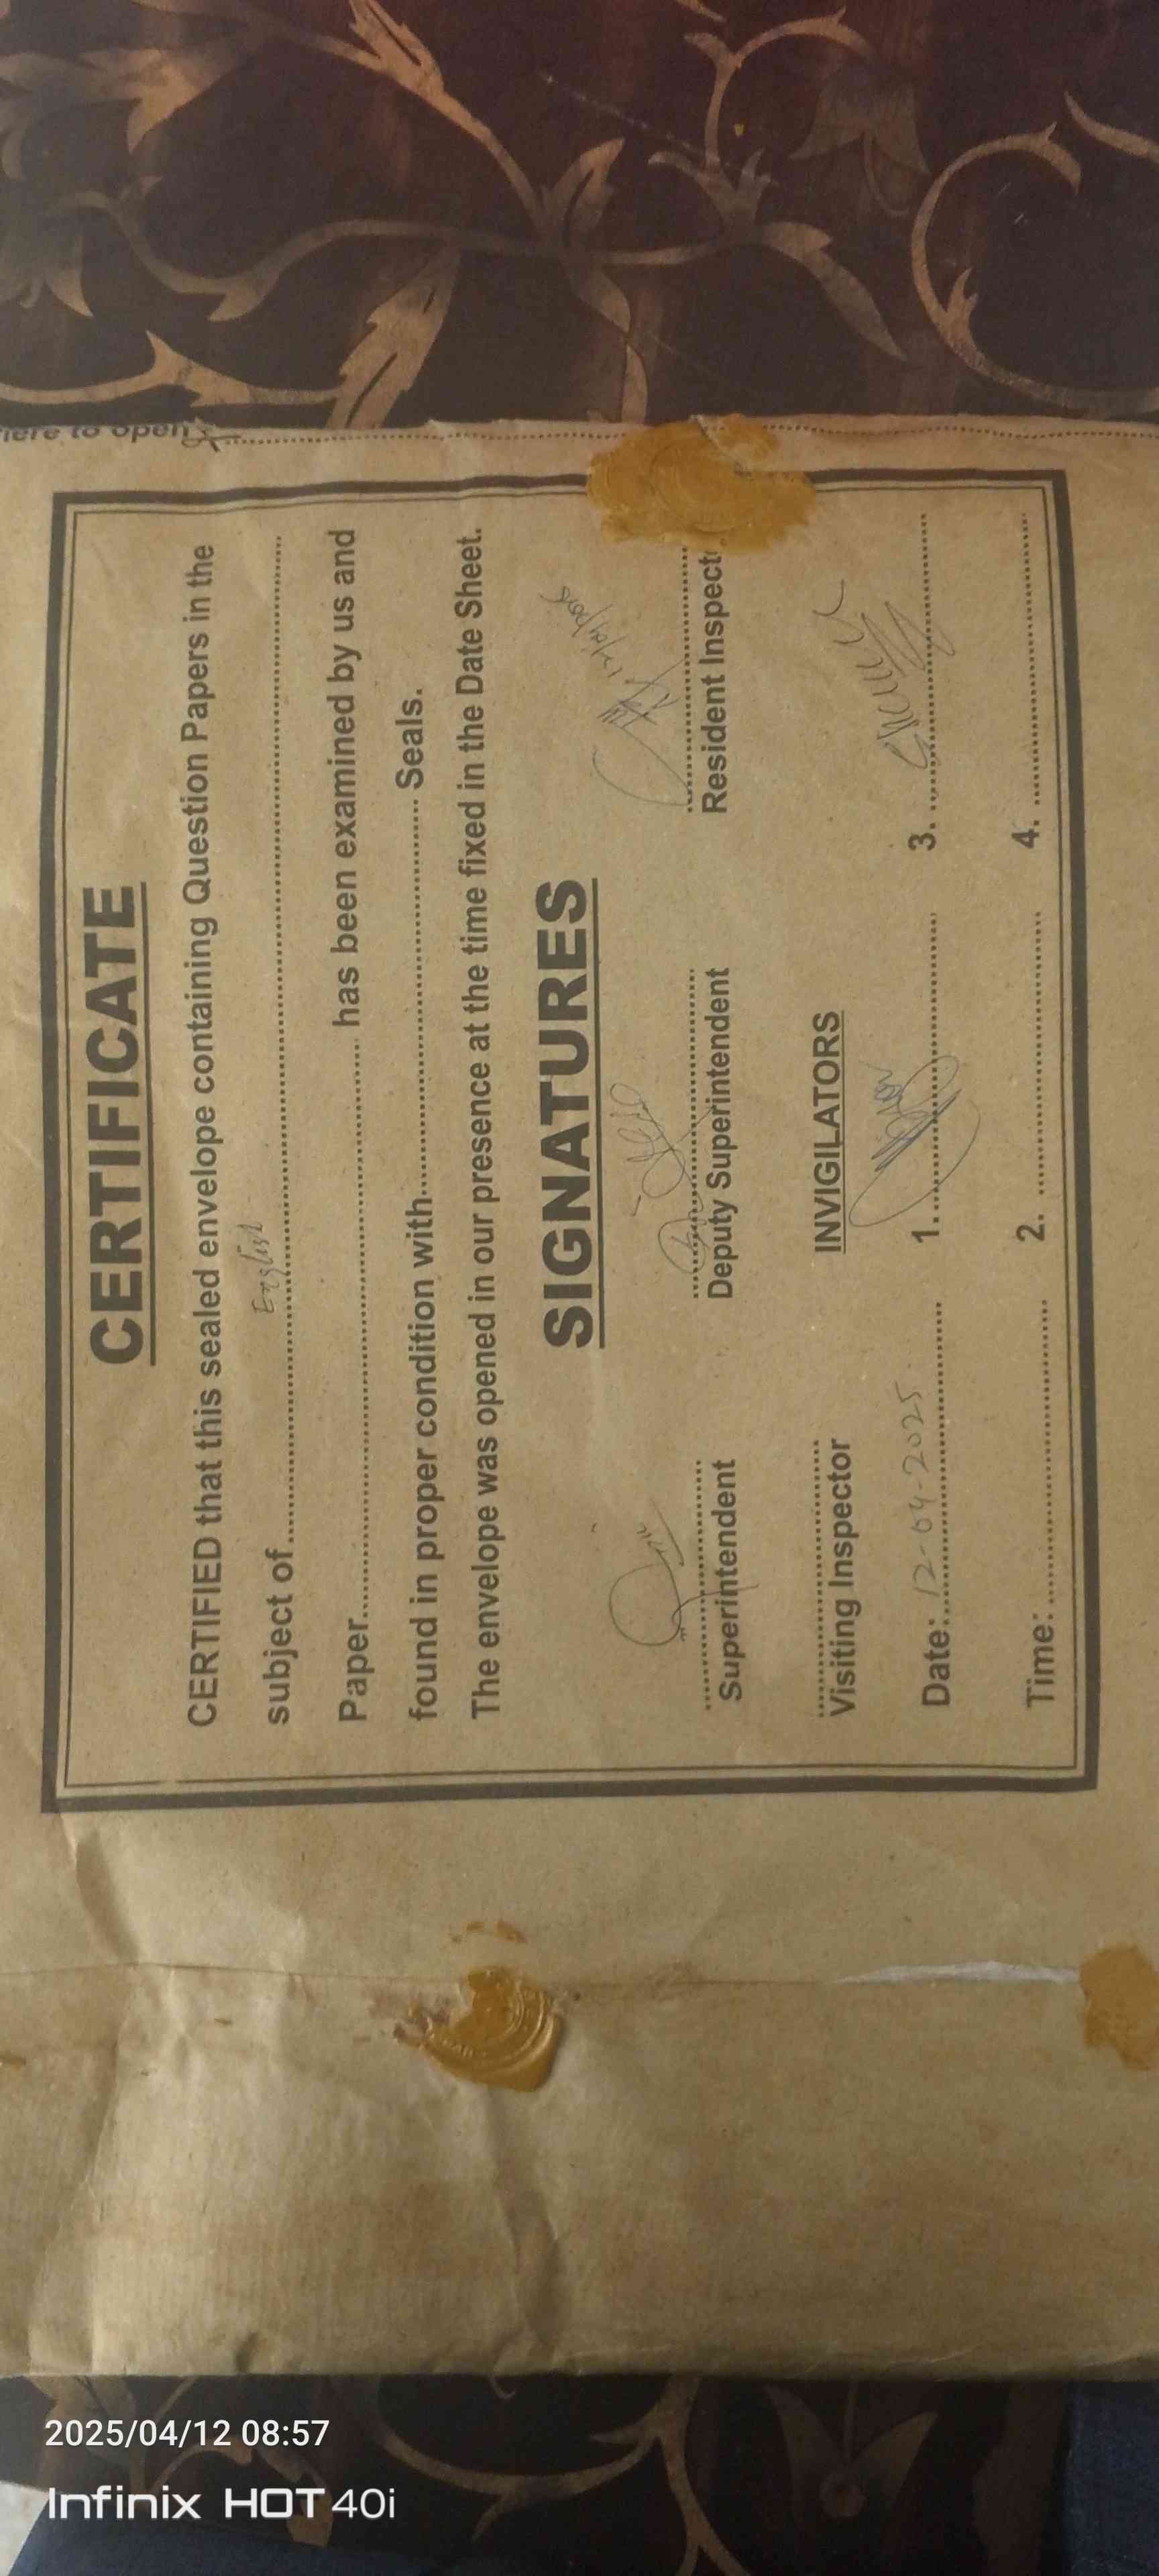 here to open
CERTIFICATE
CERTIFIED that this sealed envelope containing Question Papers in the
subject of.......... English ..........
Paper.......... has been examined by us and
found in proper condition with.......... Seals.
The envelope was opened in our presence at the time fixed in the Date Sheet.
SIGNATURES
Superintendent Deputy Superintendent Resident Inspect
Visiting Inspector INVIGILATORS
Date: 12-04-2025 1. 3.
Time: 2. 4.
2025/04/12 08:57
Infinix HOT 40i